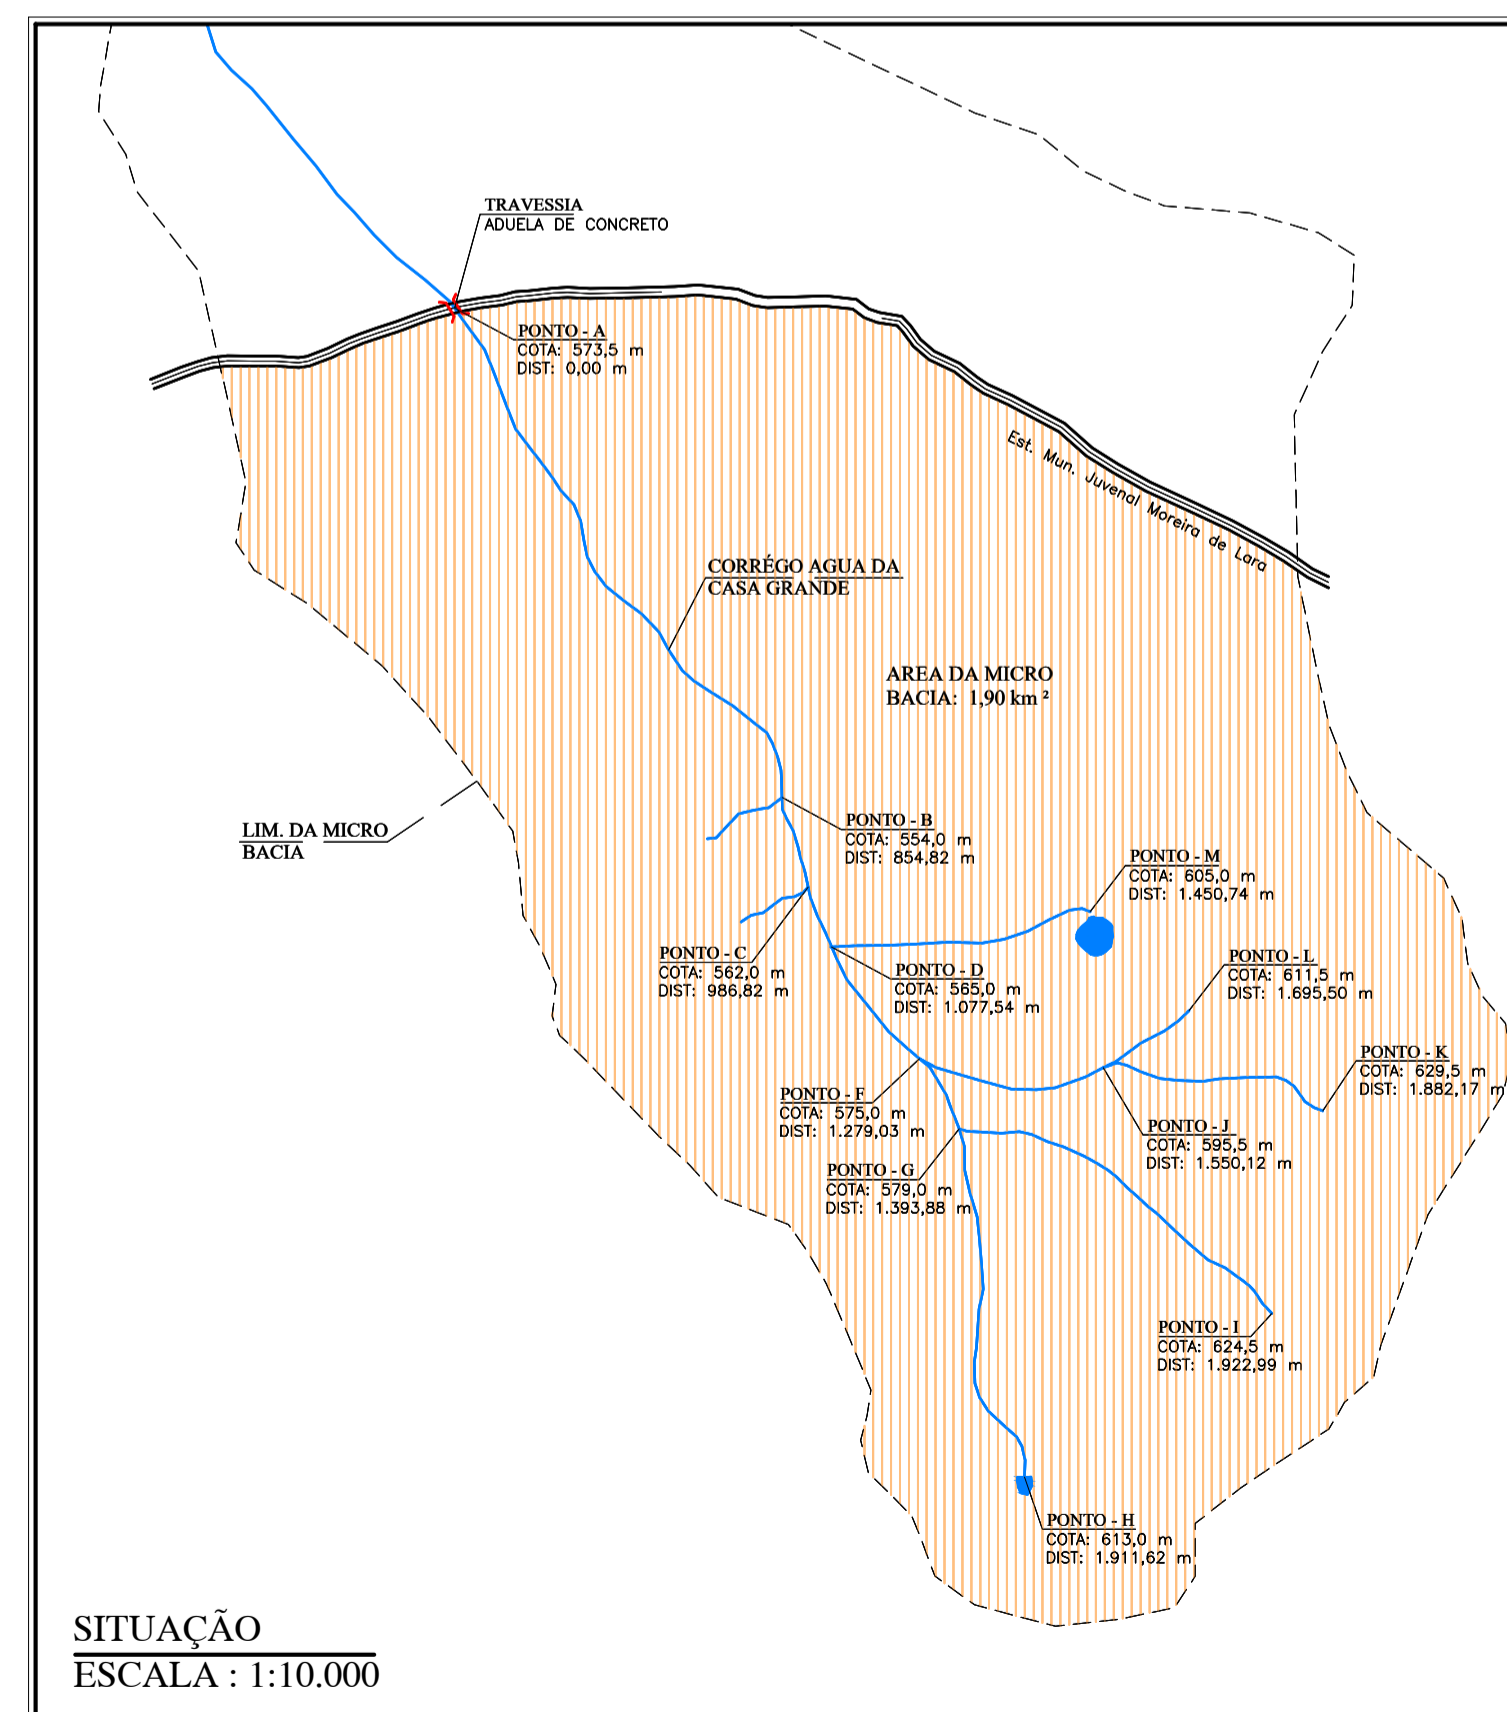 TRAVESSIA
ADUELA DE CONCRETO
PONTO - A
COTA: 573,5 m
DIST: 0,00 m
Est. Mun. Juvenal Moreira de Lara
CORRÉGO AGUA DA
CASA GRANDE
AREA DA MICRO
BACIA: 1,90 km ²
LIM. DA MICRO
BACIA
PONTO - B
COTA: 554,0 m
DIST: 854,82 m
PONTO - M
COTA: 605,0 m
DIST: 1.450,74 m
PONTO - C
COTA: 562,0 m
DIST: 986,82 m
PONTO - D
COTA: 565,0 m
DIST: 1.077,54 m
PONTO - L
COTA: 611,5 m
DIST: 1.695,50 m
PONTO - K
COTA: 629,5 m
DIST: 1.882,17 m
PONTO - F
COTA: 575,0 m
DIST: 1.279,03 m
PONTO - J
COTA: 595,5 m
DIST: 1.550,12 m
PONTO - G
COTA: 579,0 m
DIST: 1.393,88 m
PONTO - I
COTA: 624,5 m
DIST: 1.922,99 m
PONTO - H
COTA: 613,0 m
DIST: 1.911,62 m
SITUAÇÃO
ESCALA : 1:10.000